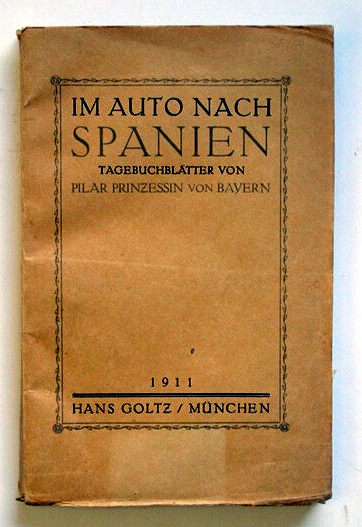 IM AUTO NACH
SPANIEN
TAGEBUCHBLÄTTER VON
PILAR PRINZESSIN VON BAYERN
1911
HANS GOLTZ / MÜNCHEN